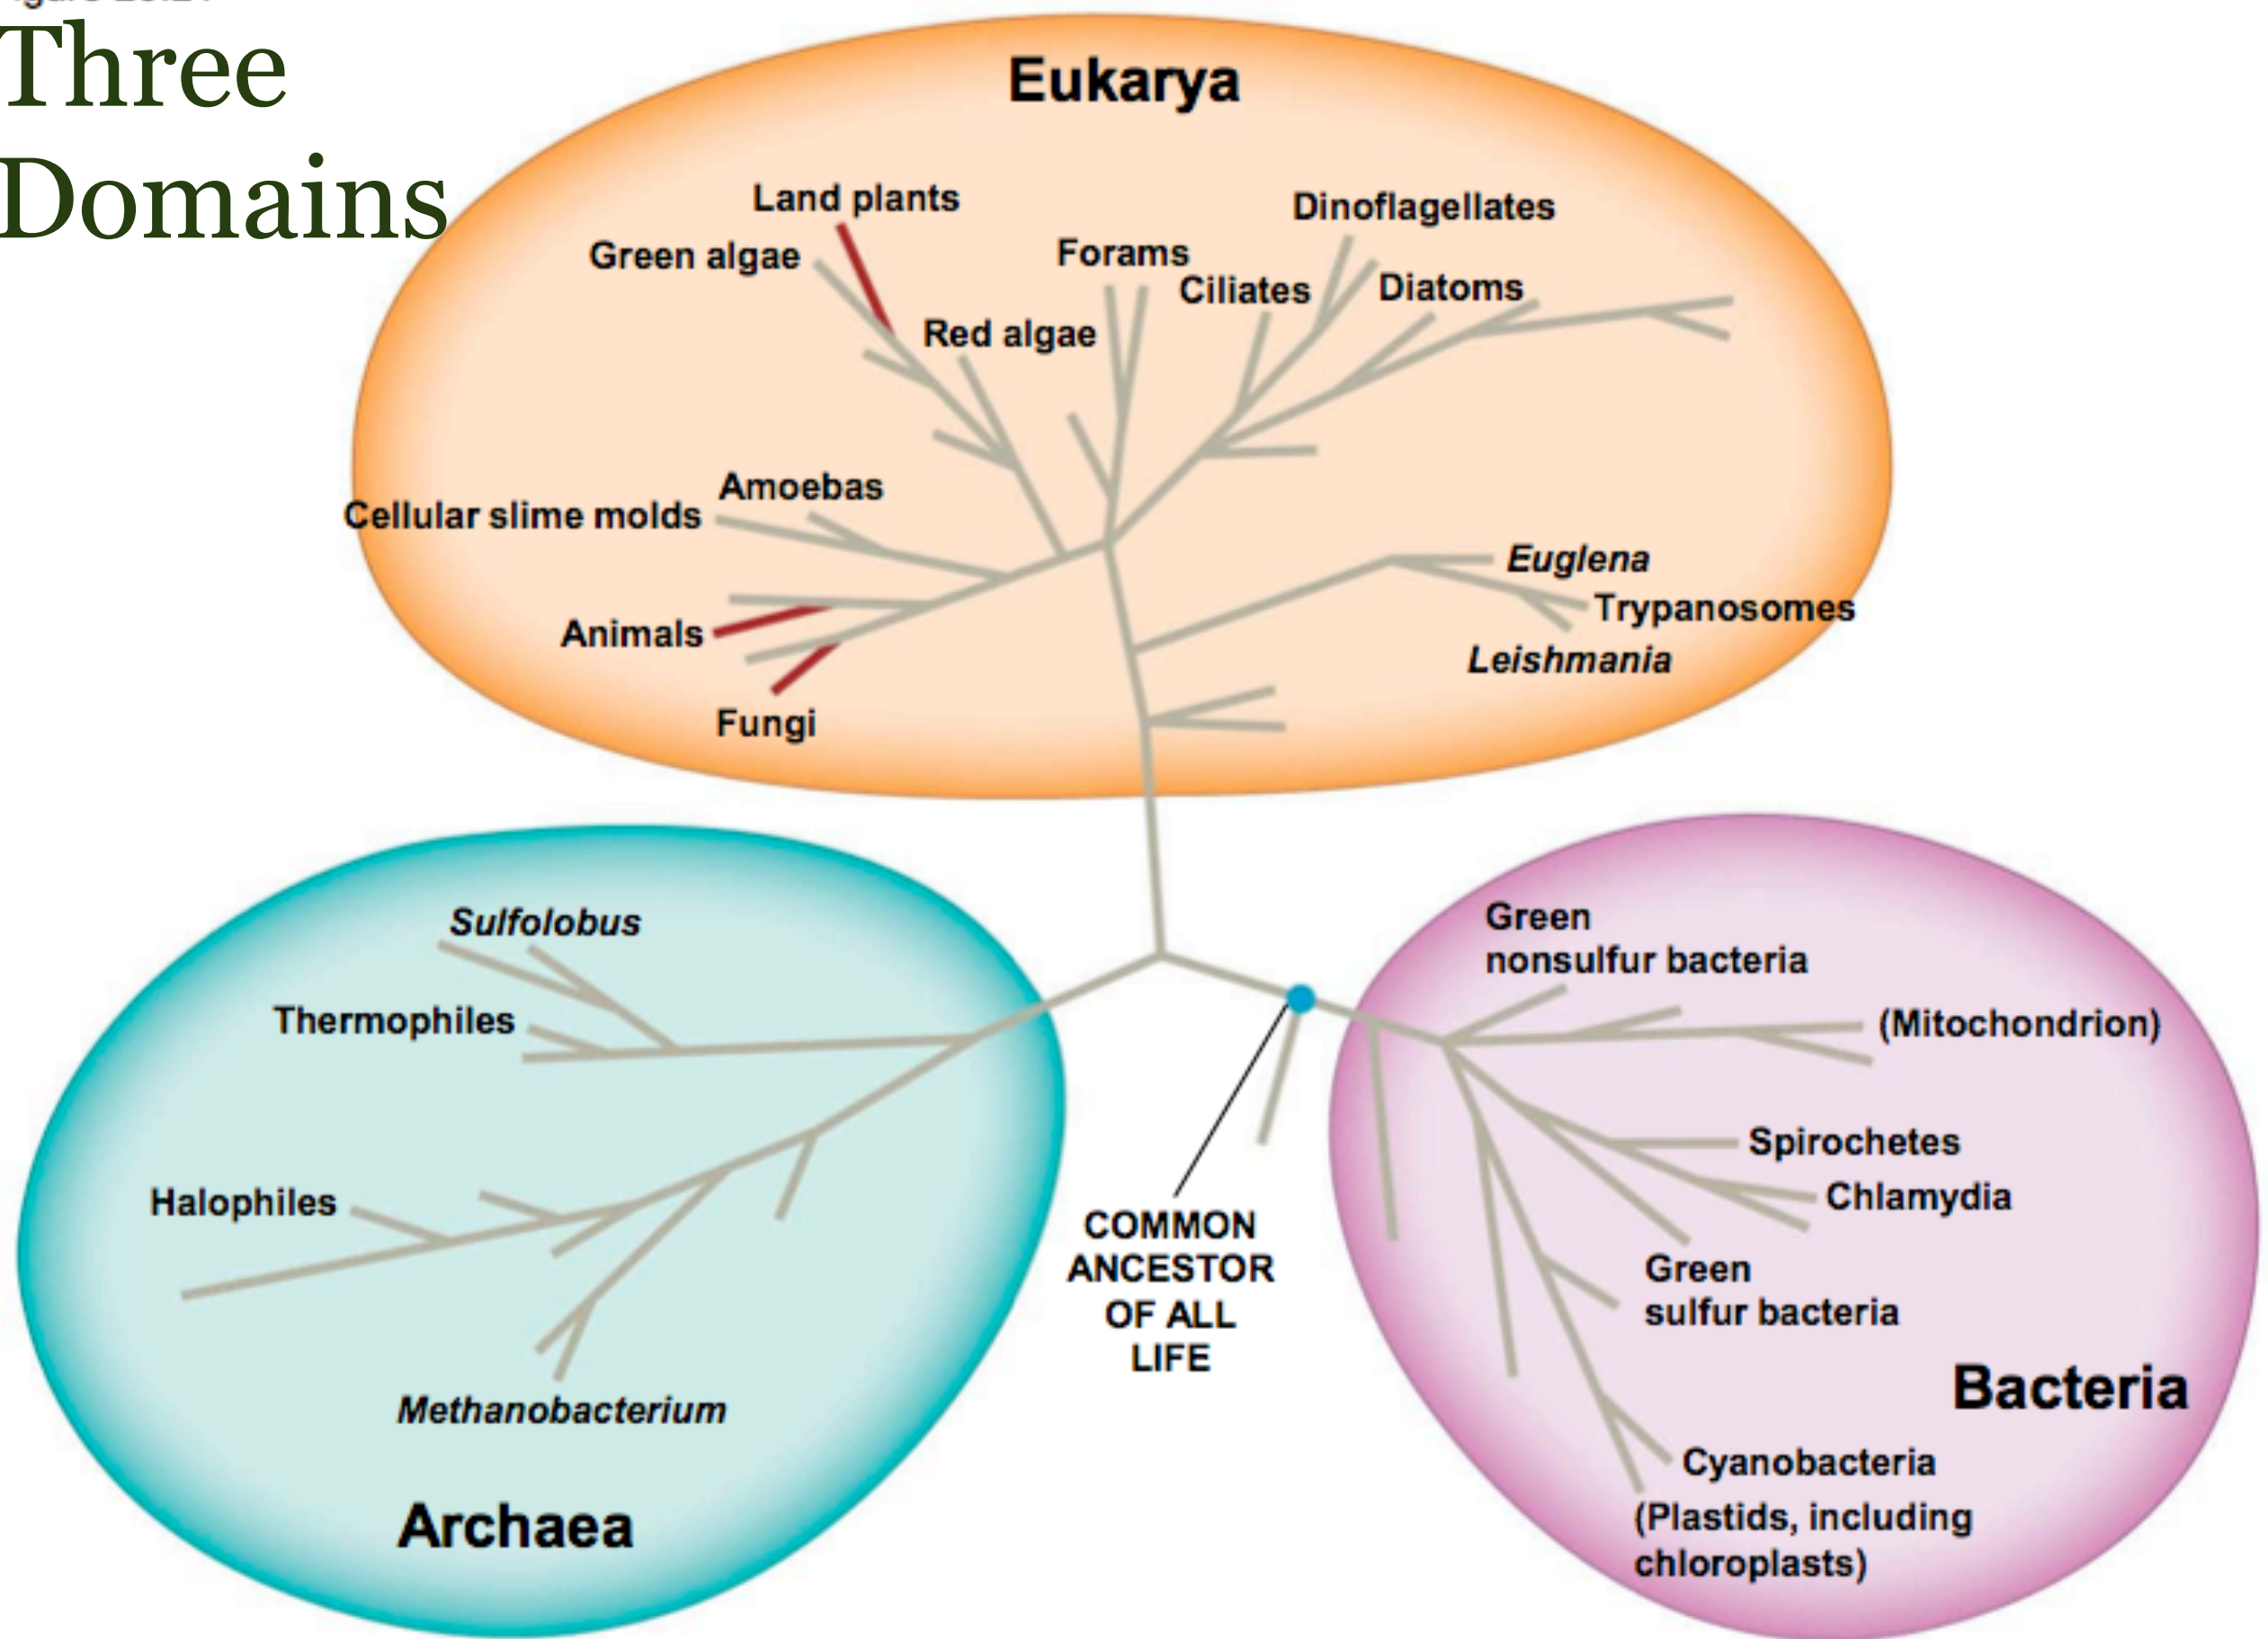 Three
Domains
Eukarya
Land plants
Green algae
Red algae
Forams
Ciliates
Dinoflagellates
Diatoms
Amoebas
Cellular slime molds
Animals
Fungi
Euglena
Trypanosomes
Leishmania
Sulfolobus
Thermophiles
Halophiles
Methanobacterium
Archaea
COMMON
ANCESTOR
OF ALL
LIFE
Green
nonsulfur bacteria
(Mitochondrion)
Spirochetes
Chlamydia
Green
sulfur bacteria
Bacteria
Cyanobacteria
(Plastids, including
chloroplasts)